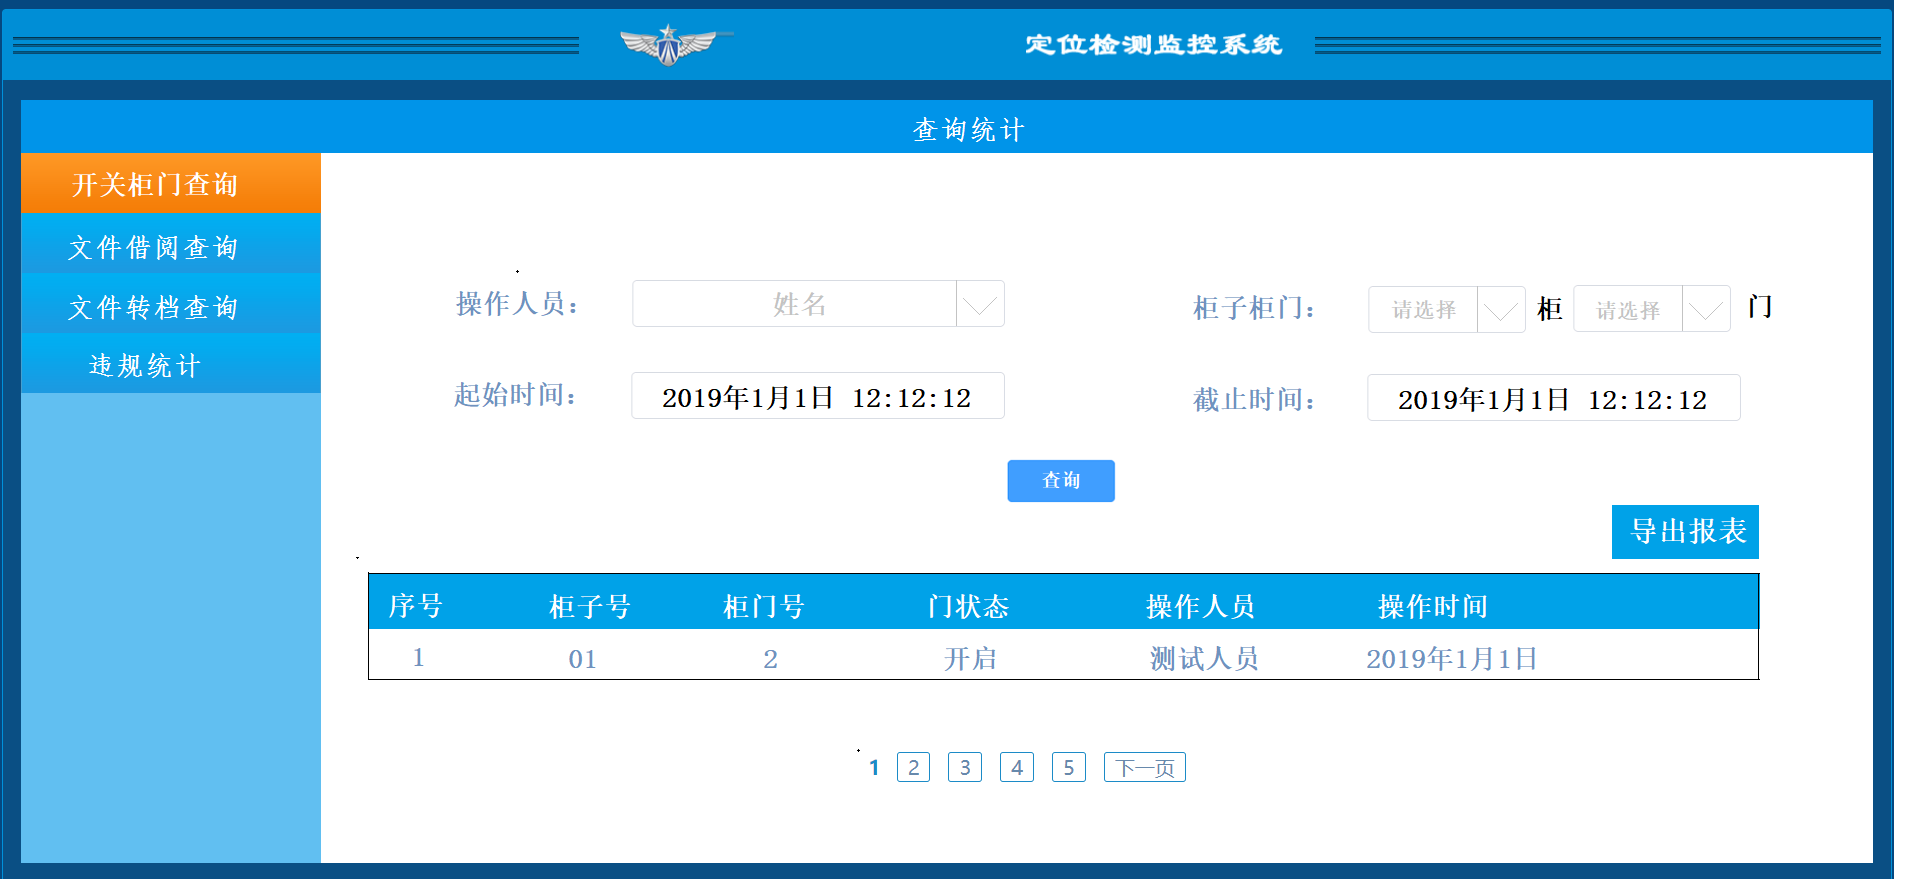 定位检测监控系统
查询统计
开关柜门查询
文件借阅查询
文件转档查询
违规统计
操作人员： 姓名 柜子柜门： 请选择 柜 请选择 门
起始时间： 2019年1月1日 12:12:12 截止时间： 2019年1月1日 12:12:12
查询
导出报表
序号 柜子号 柜门号 门状态 操作人员 操作时间
1 01 2 开启 测试人员 2019年1月1日
1 2 3 4 5 下一页